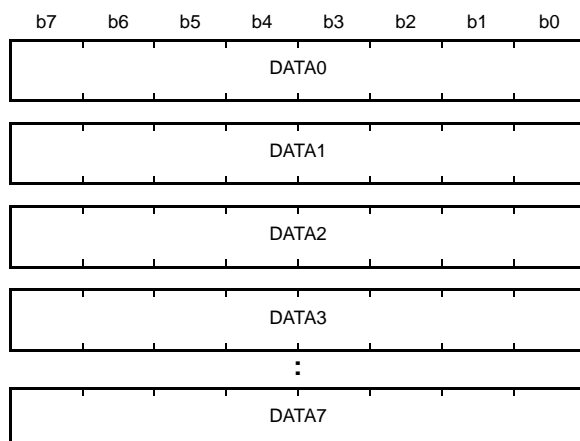 b7 b6 b5 b4 b3 b2 b1 b0
DATA0
DATA1
DATA2
DATA3
:
DATA7